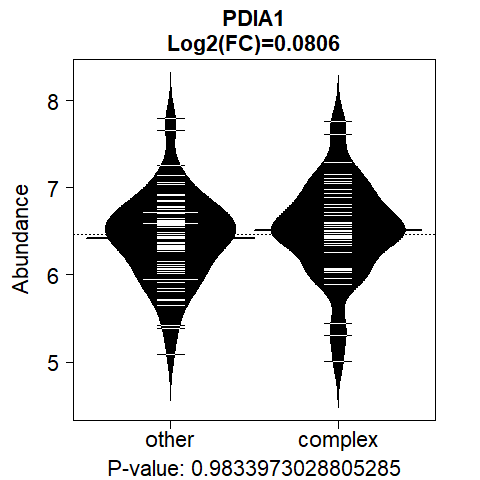 PDIA1
Log2(FC)=0.0806
Abundance
8
7
6
5
other complex
P-value: 0.9833973028805285